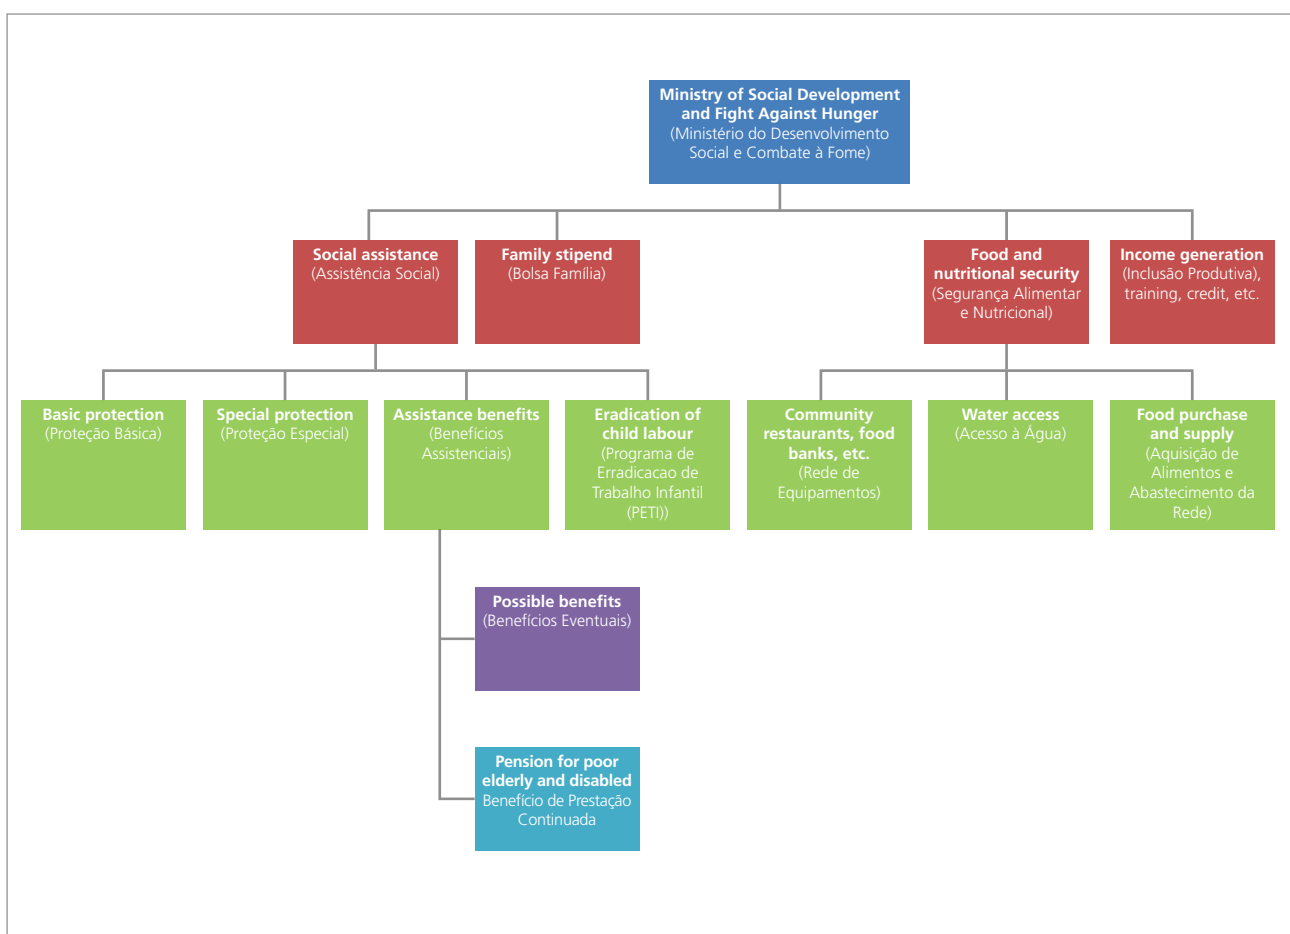 Ministry of Social Development
and Fight Against Hunger
(Ministério do Desenvolvimento
Social e Combate à Fome)
Social assistance
(Assistência Social)
Family stipend
(Bolsa Família)
Food and
nutritional security
(Segurança Alimentar
e Nutricional)
Income generation
(Inclusão Produtiva),
training, credit, etc.
Basic protection
(Proteção Básica)
Special protection
(Proteção Especial)
Assistance benefits
(Benefícios
Assistenciais)
Eradication of
child labour
(Programa de
Erradicacao de
Trabalho Infantil
(PETI))
Community
restaurants, food
banks, etc.
(Rede de
Equipamentos)
Water access
(Acesso à Água)
Food purchase
and supply
(Aquisição de
Alimentos e
Abastecimento da
Rede)
Possible benefits
(Benefícios Eventuais)
Pension for poor
elderly and disabled
Benefício de Prestação
Continuada